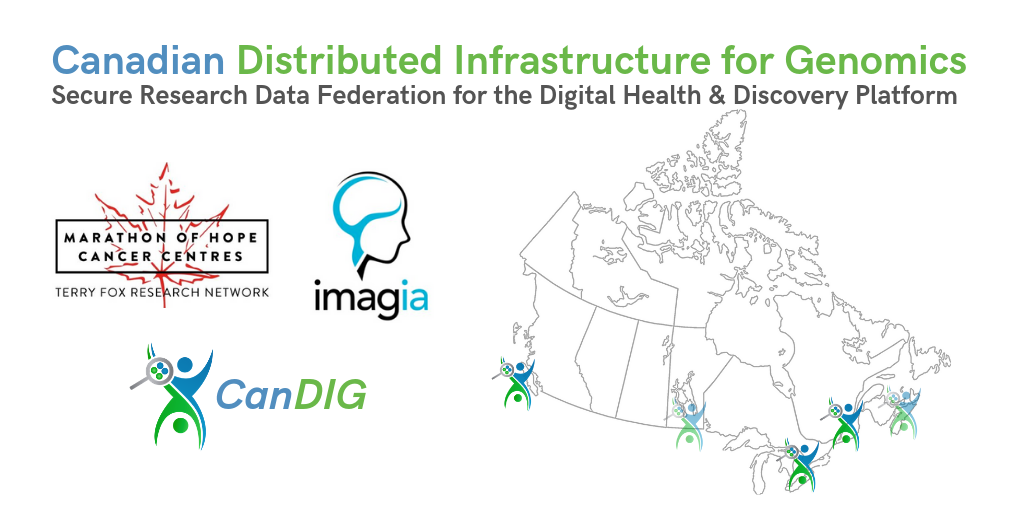 Canadian Distributed Infrastructure for Genomics
Secure Research Data Federation for the Digital Health & Discovery Platform
MARATHON OF HOPE
CANCER CENTRES
TERRY FOX RESEARCH NETWORK
imagia
CanDIG